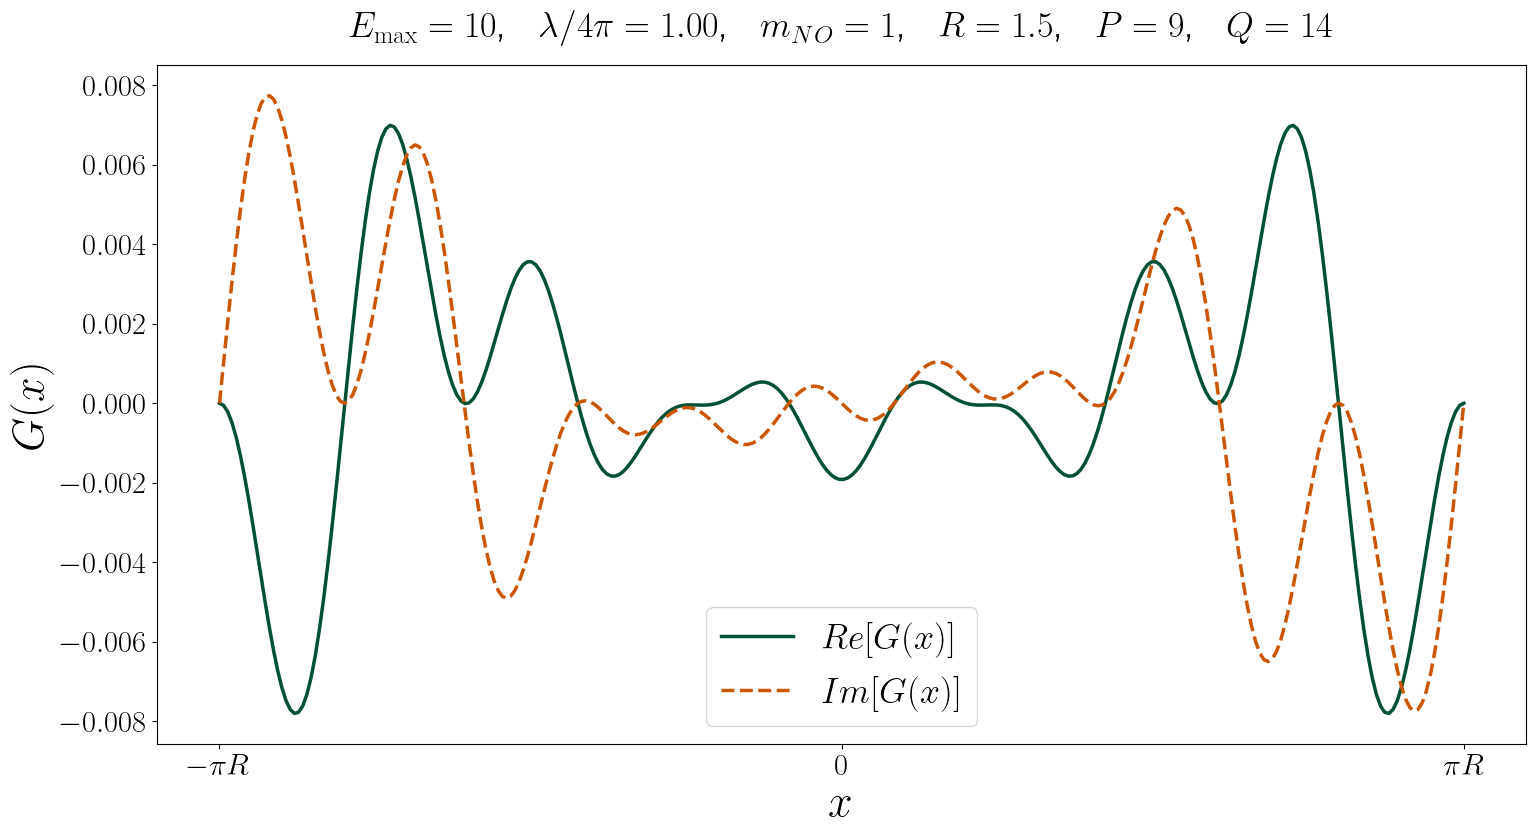 E_max = 10, λ/4π = 1.00, m_NO = 1, R = 1.5, P = 9, Q = 14
G(x)
0.008
0.006
0.004
0.002
0.000
−0.002
−0.004
−0.006
−0.008
Re[G(x)]
Im[G(x)]
−πR 0 πR
x